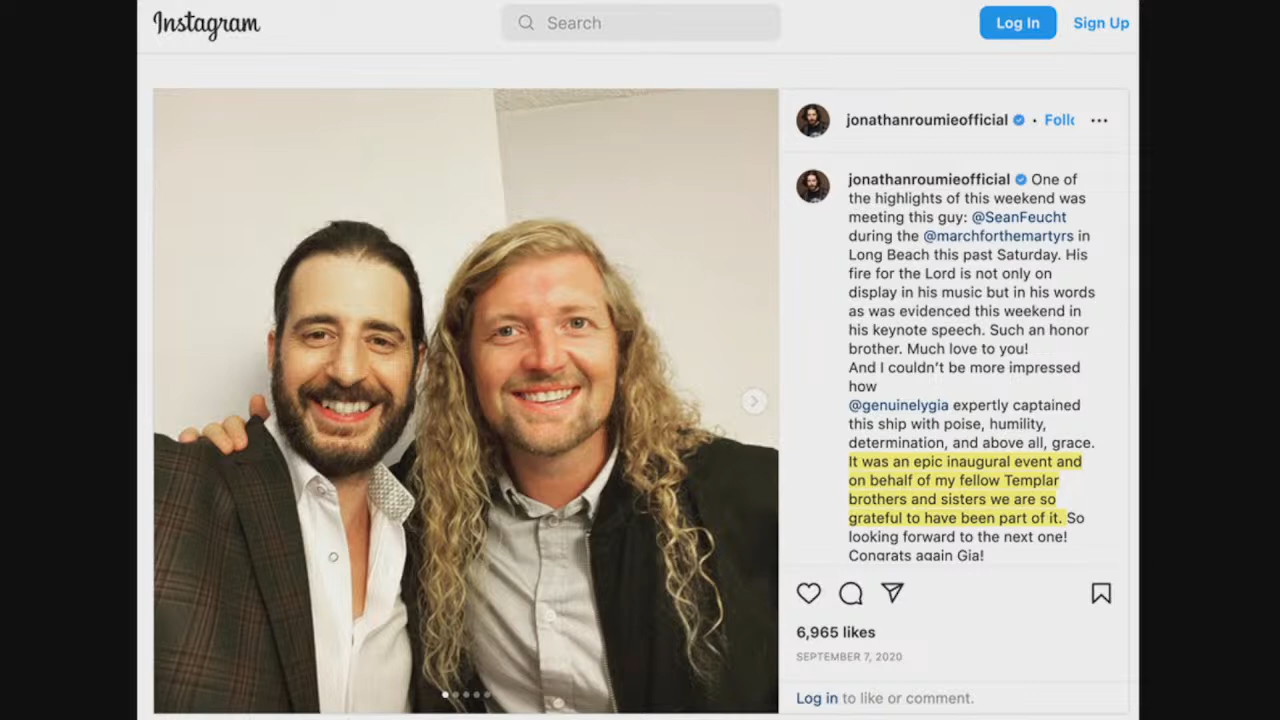 Instagram
Search
Log In
Sign Up
jonathanroumieofficial · Follc
jonathanroumieofficial One of
the highlights of this weekend was
meeting this guy: @SeanFeucht
during the @marchforthemartyrs in
Long Beach this past Saturday. His
fire for the Lord is not only on
display in his music but in his words
as was evidenced this weekend in
his keynote speech. Such an honor
brother. Much love to you!
And I couldn't be more impressed
how
@genuinelygia expertly captained
this ship with poise, humility,
determination, and above all, grace.
It was an epic inaugural event and
on behalf of my fellow Templar
brothers and sisters we are so
grateful to have been part of it. So
looking forward to the next one!
Congrats again Gia!
6,965 likes
SEPTEMBER 7, 2020
Log in to like or comment.